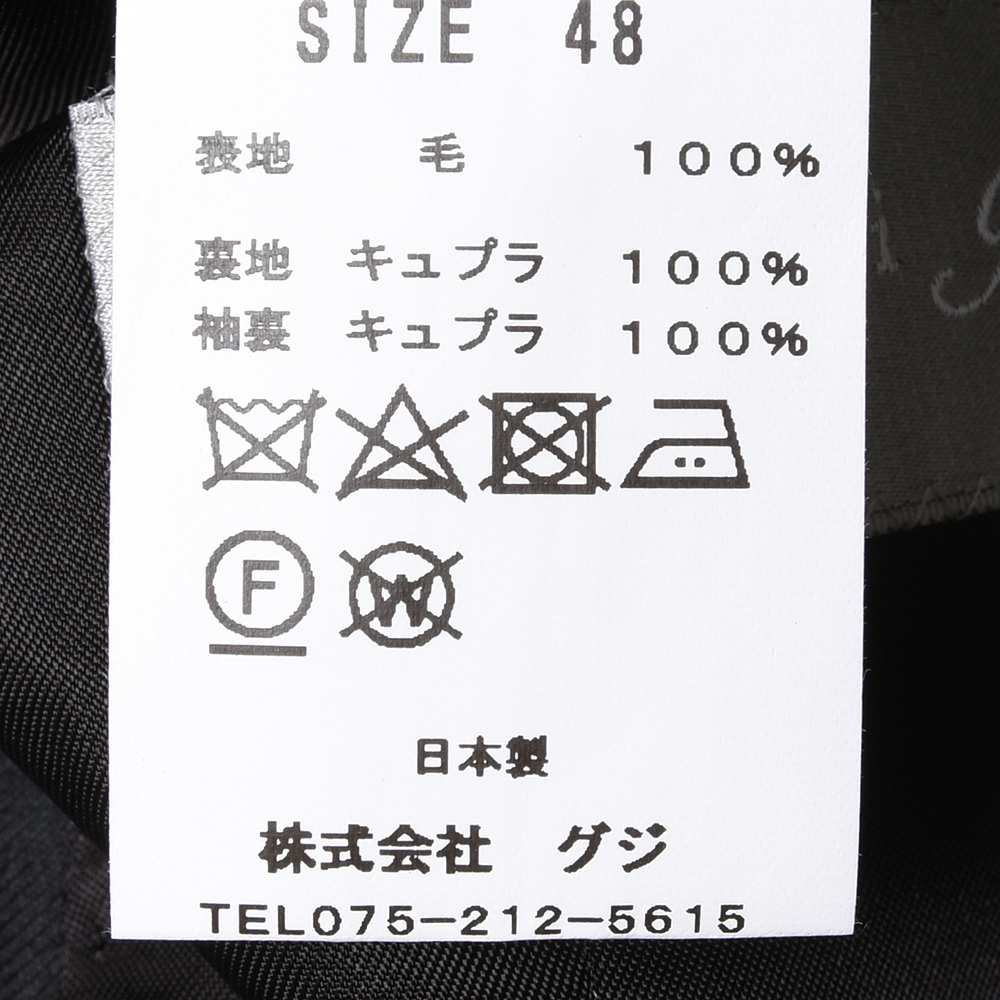 SIZE 48
表地 毛 100%
裏地 キュプラ 100%
袖裏 キュプラ 100%
F W
日本製
株式会社 グジ
TEL075-212-5615